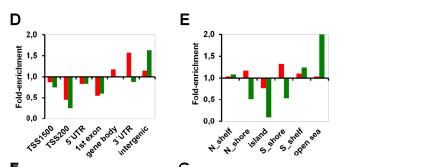 D
Fold-enrichment
2,0
1,5
1,0
0,5
0,0
TSS1500
TSS200
5´UTR
1st exon
gene body
3´UTR
intergenic
E
Fold-enrichment
2,0
1,5
1,0
0,5
0,0
N_shelf
N_shore
island
S_shore
S_shelf
open sea